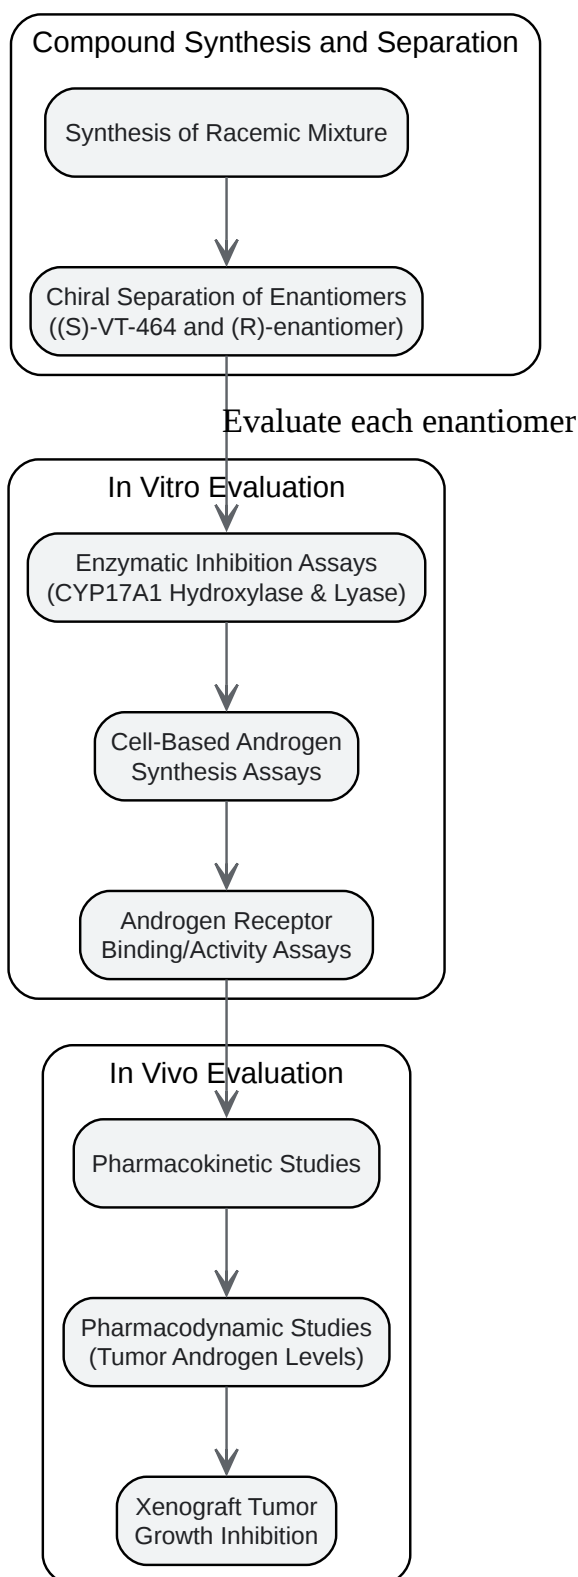 Compound Synthesis and Separation
Synthesis of Racemic Mixture
Chiral Separation of Enantiomers
((S)-VT-464 and (R)-enantiomer)
Evaluate each enantiomer
In Vitro Evaluation
Enzymatic Inhibition Assays
(CYP17A1 Hydroxylase & Lyase)
Cell-Based Androgen
Synthesis Assays
Androgen Receptor
Binding/Activity Assays
In Vivo Evaluation
Pharmacokinetic Studies
Pharmacodynamic Studies
(Tumor Androgen Levels)
Xenograft Tumor
Growth Inhibition